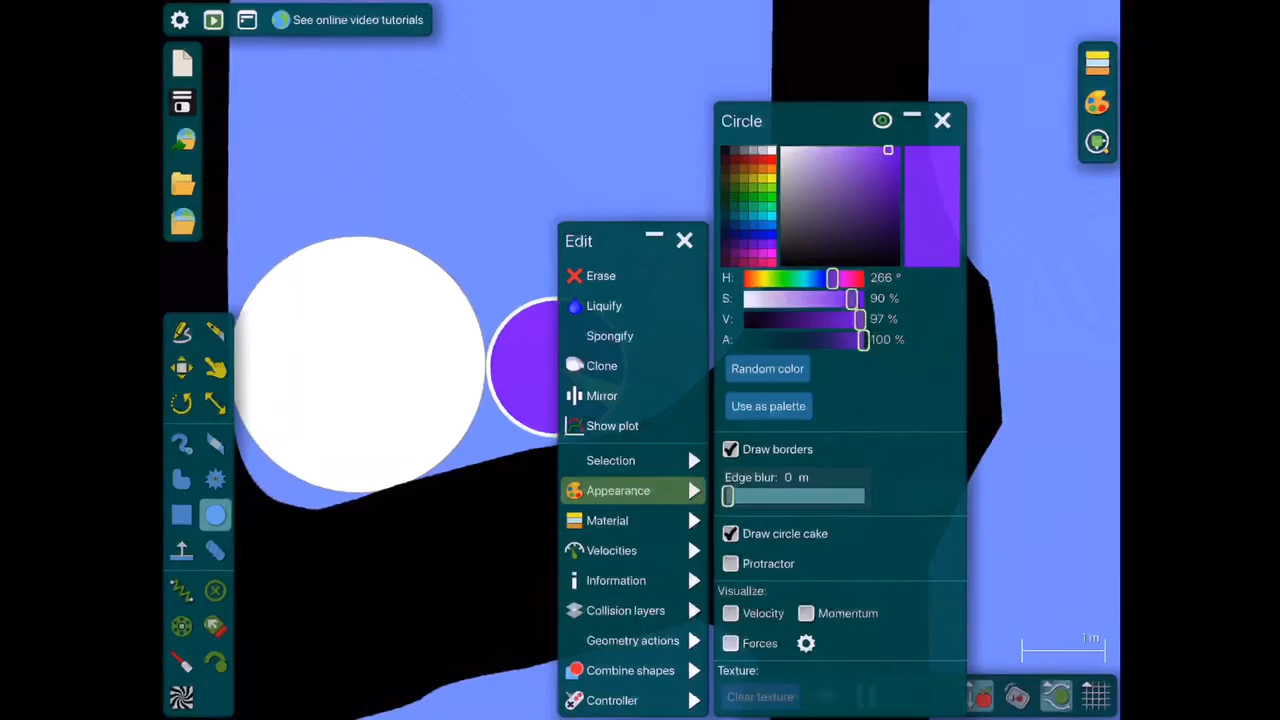 See online video tutorials
Circle
H: 266 °
S: 90 %
V: 97 %
A: 100 %
Random color
Use as palette
Draw borders
Edge blur: 0 m
Draw circle cake
Protractor
Visualize:
Velocity Momentum
Forces
Texture:
Clear texture
Edit
Erase
Liquify
Spongify
Clone
Mirror
Show plot
Selection
Appearance
Material
Velocities
Information
Collision layers
Geometry actions
Combine shapes
Controller
1 m